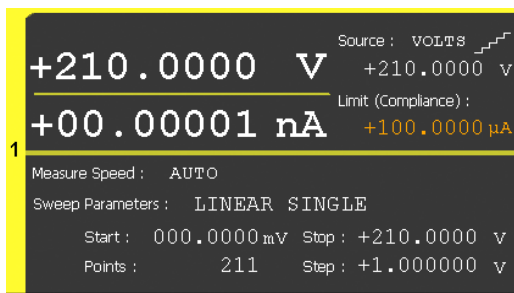 Source : VOLTS
+210.0000 V
+210.0000 V
Limit (Compliance) :
+00.00001 nA
+100.0000 µA
1
Measure Speed : AUTO
Sweep Parameters : LINEAR SINGLE
Start : 000.0000 mV Stop : +210.0000 V
Points : 211 Step : +1.000000 V